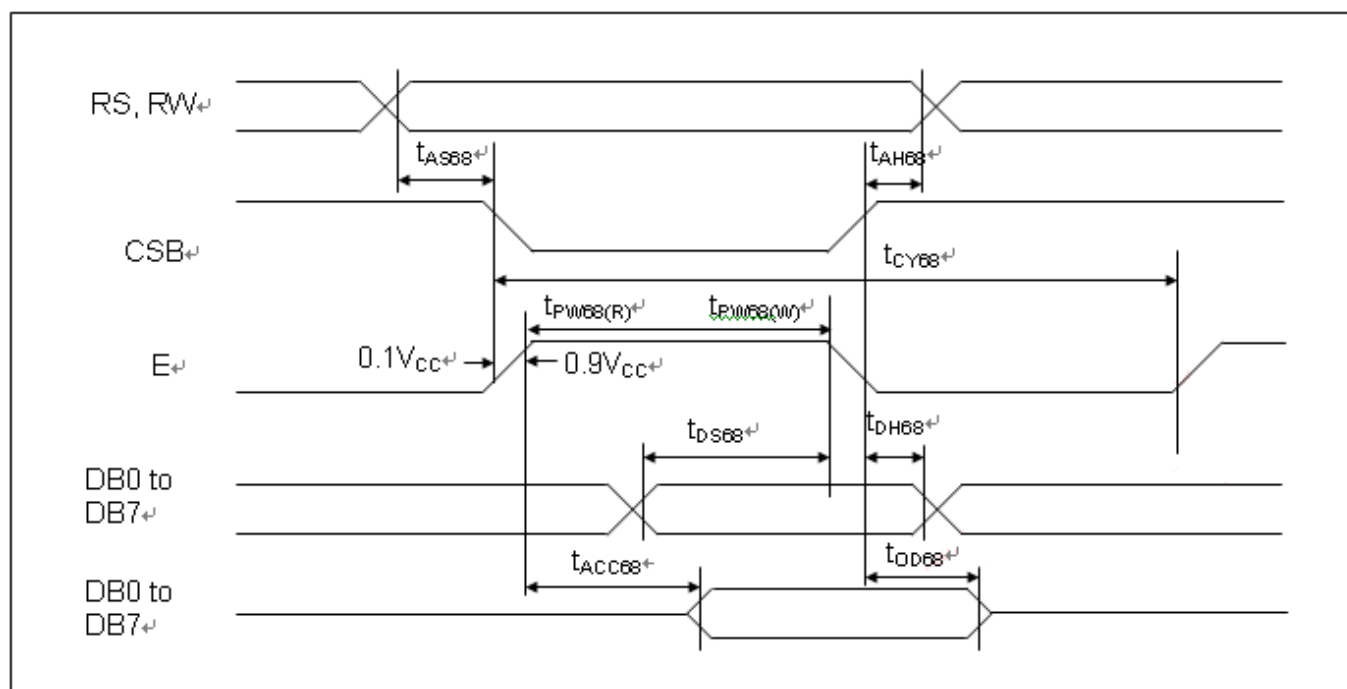 RS, RW↵
tAS68↵ tAH68↵
CSB↵
tCY68↵
tPW68(R)↵ tPW68(W)↵
E↵ 0.1VCC↵ 0.9VCC↵
tDS68↵ tDH68↵
DB0 to
DB7↵
tACC68↵ tOD68↵
DB0 to
DB7↵